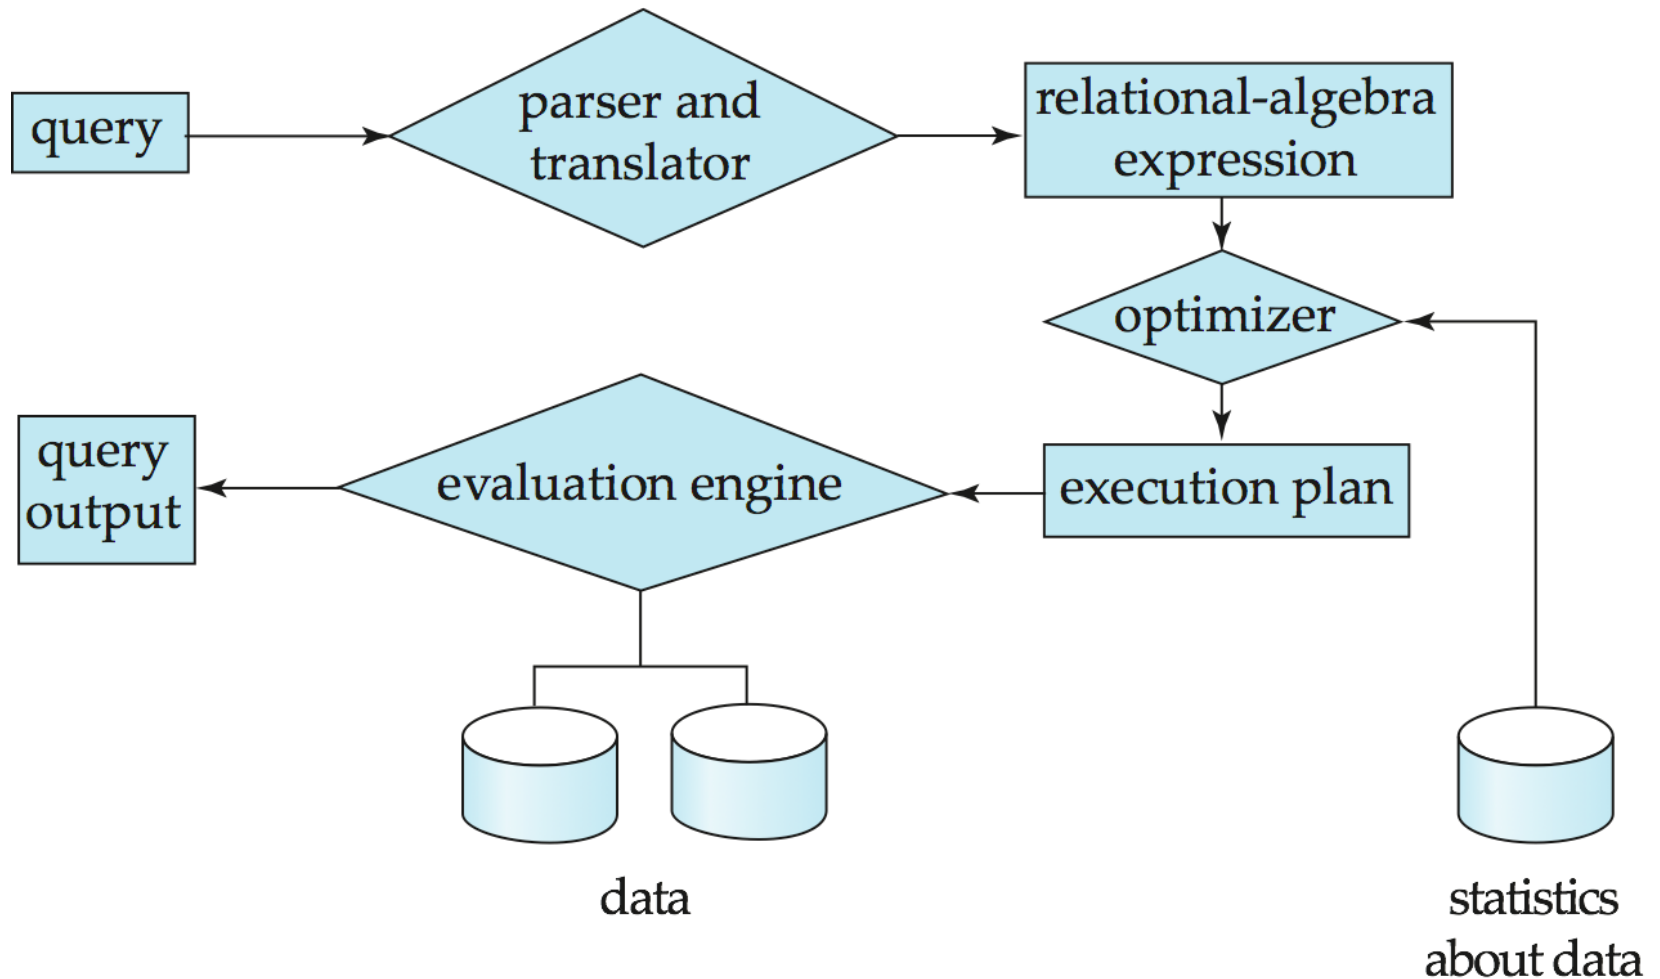 query
parser and
translator
relational-algebra
expression
optimizer
query
output
evaluation engine
execution plan
data
statistics
about data